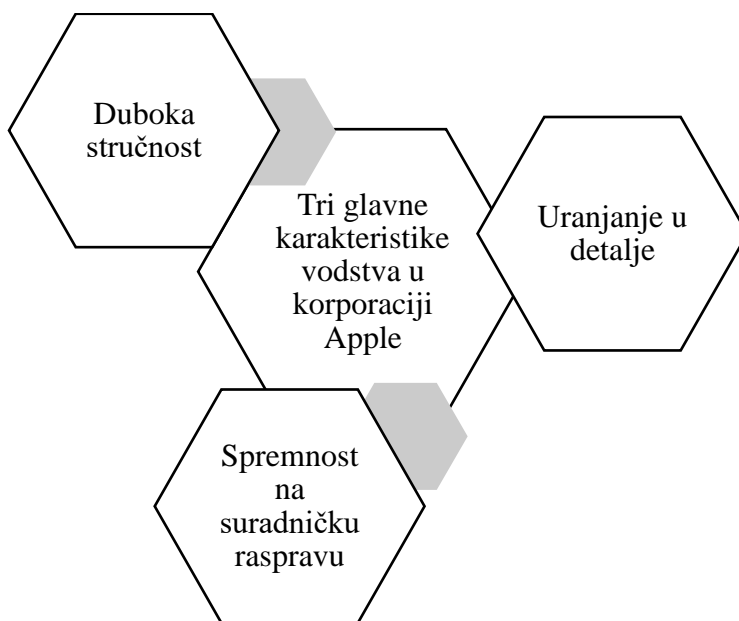 Duboka
stručnost
Tri glavne
karakteristike
vodstva u
korporaciji
Apple
Uranjanje u
detalje
Spremnost
na
suradničku
raspravu